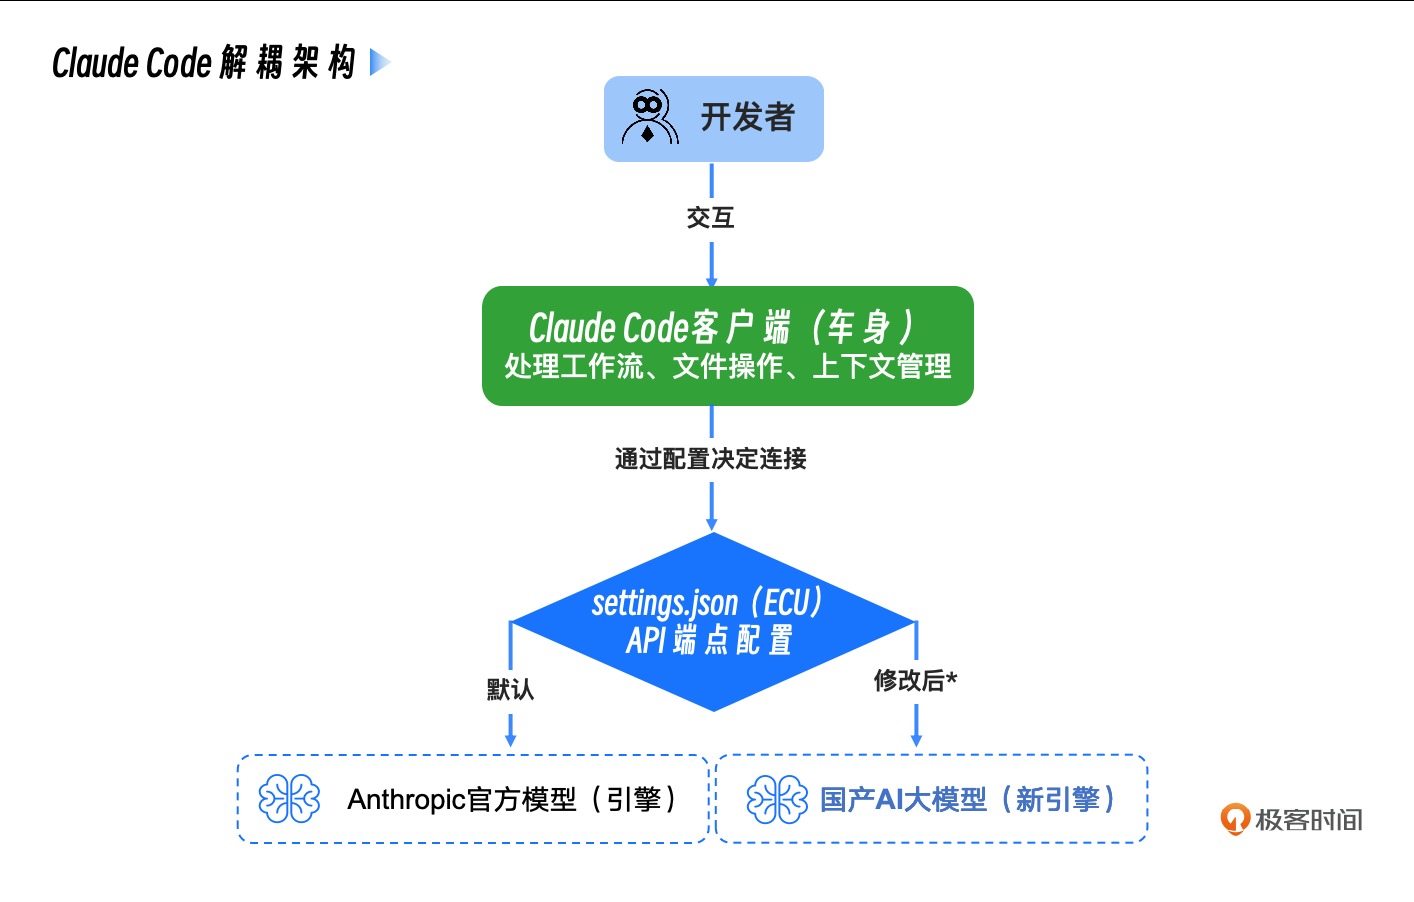 Claude Code 解耦架构
开发者
交互
Claude Code客户端（车身）
处理工作流、文件操作、上下文管理
通过配置决定连接
settings.json（ECU）
API 端点配置
默认
修改后*
Anthropic官方模型（引擎）
国产AI大模型（新引擎）
极客时间